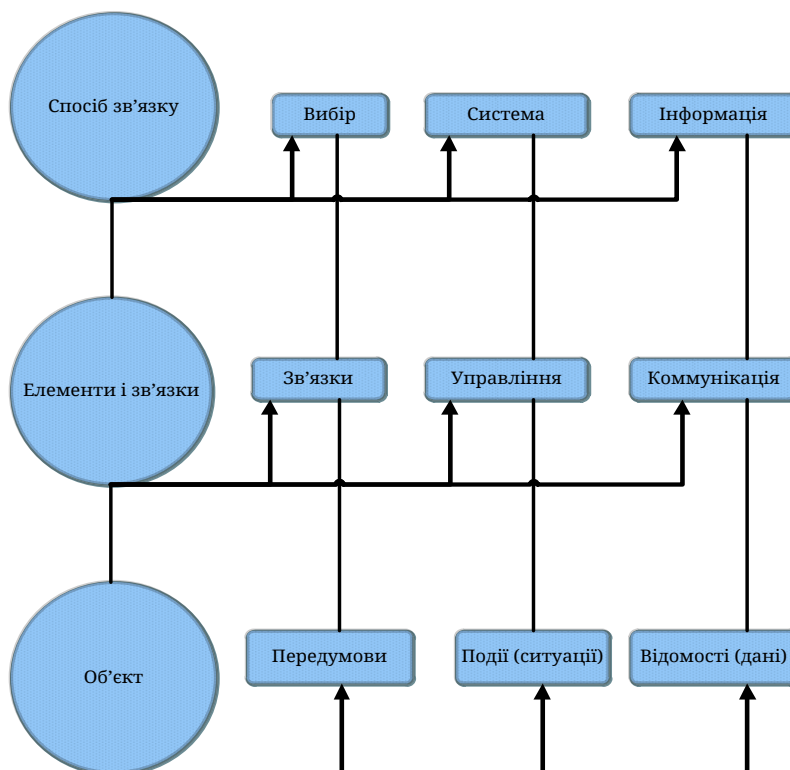 Спосіб зв’язку
Вибір
Система
Інформація
Елементи і зв’язки
Зв’язки
Управління
Коммунікація
Об’єкт
Передумови
Події (ситуації)
Відомості (дані)